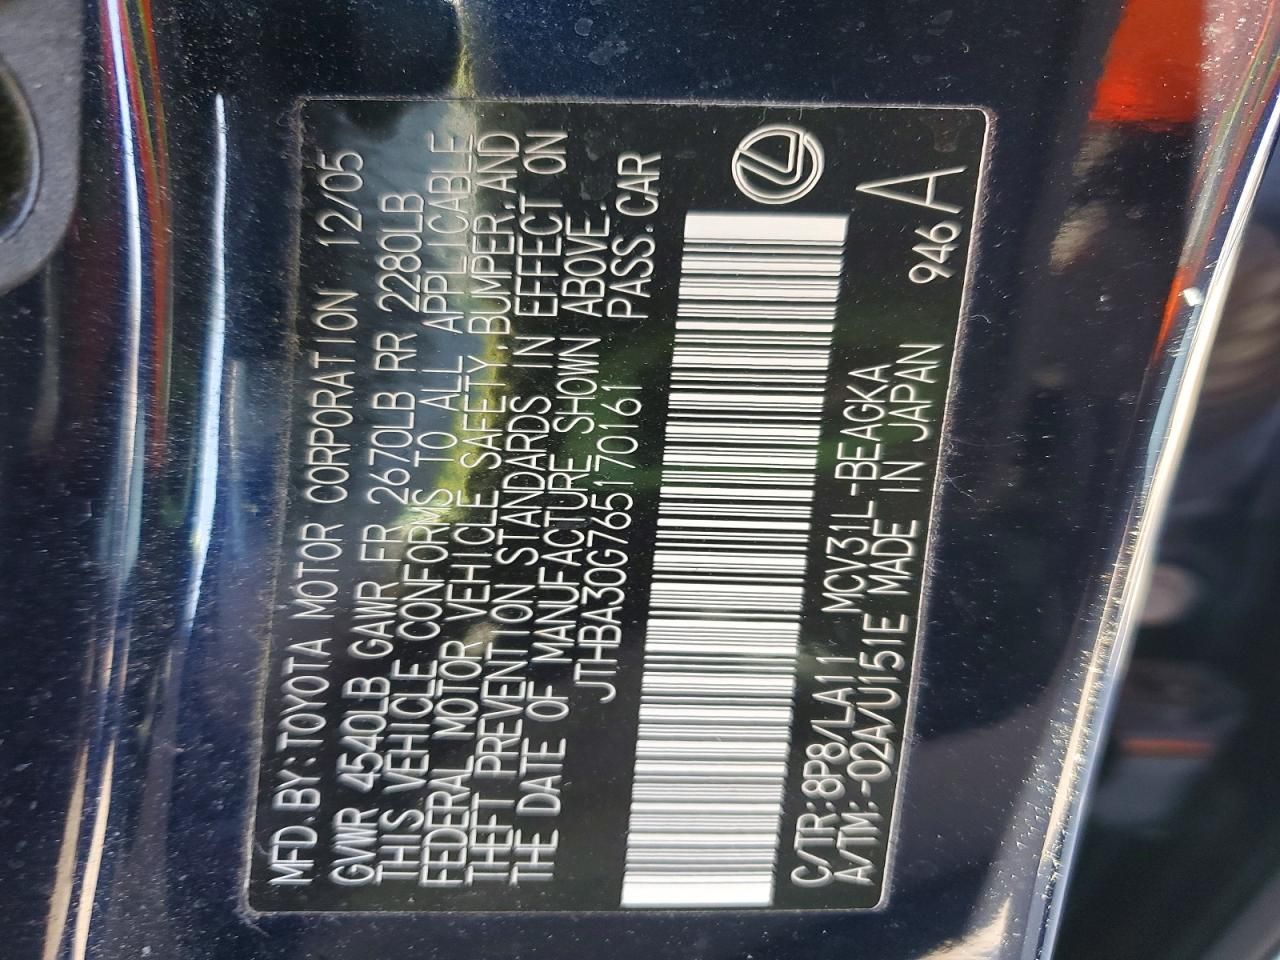 MFD. BY: TOYOTA MOTOR CORPORATION 12/05
GVWR 4540LB GAWR FR 2670LB RR 2280LB
THIS VEHICLE CONFORMS TO ALL APPLICABLE
FEDERAL MOTOR VEHICLE SAFETY BUMPER, AND
THEFT PREVENTION STANDARDS IN EFFECT ON
THE DATE OF MANUFACTURE SHOWN ABOVE.
JTHBA30G765170161 PASS. CAR
C/TR: 8P8/LA11 MCV31L-BEAGKA
A/TM: -02A/U151E MADE IN JAPAN 946 A